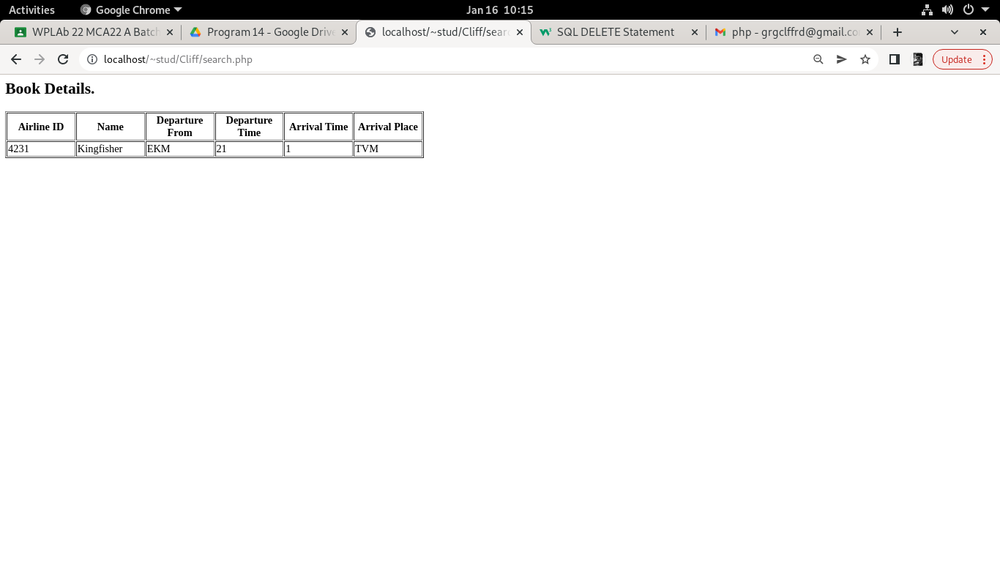 Activities Google Chrome Jan 16 10:15
WPLAb 22 MCA22 A Batch Program 14 - Google Drive localhost/~stud/Cliff/sear SQL DELETE Statement php - grgclffrd@gmail.co
localhost/~stud/Cliff/search.php Update
Book Details.
Airline ID Name Departure From Departure Time Arrival Time Arrival Place
4231 Kingfisher EKM 21 1 TVM